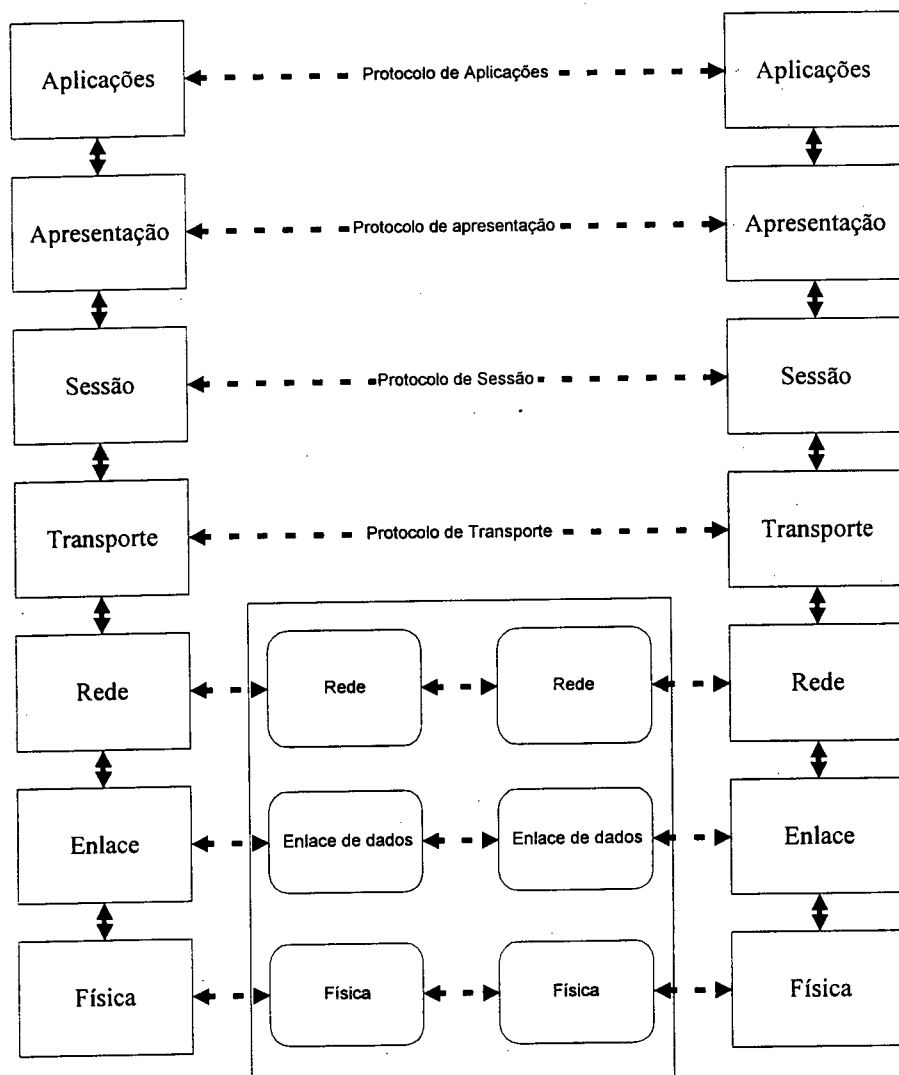 Aplicações
Protocolo de Aplicações
Aplicações
Apresentação
Protocolo de apresentação
Apresentação
Sessão
Protocolo de Sessão
Sessão
Transporte
Protocolo de Transporte
Transporte
Rede
Rede
Rede
Rede
Enlace
Enlace de dados
Enlace de dados
Enlace
Física
Física
Física
Física